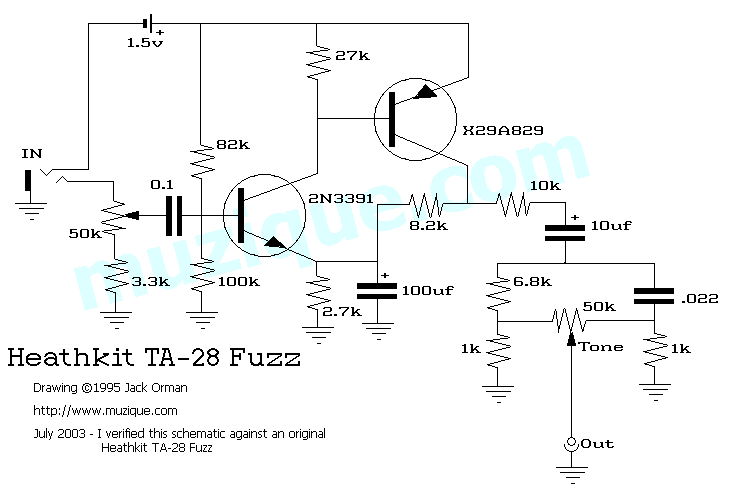 1.5v
+
27k
X29A829
IN
82k
0.1
2N3391
10k
50k
8.2k
+
10uf
3.3k
100k
2.7k
+
100uf
6.8k
50k
.022
1k
Tone
1k
Out
muzique.com
Heathkit TA-28 Fuzz
Drawing ©1995 Jack Orman
http://www.muzique.com
July 2003 - I verified this schematic against an original
Heathkit TA-28 Fuzz